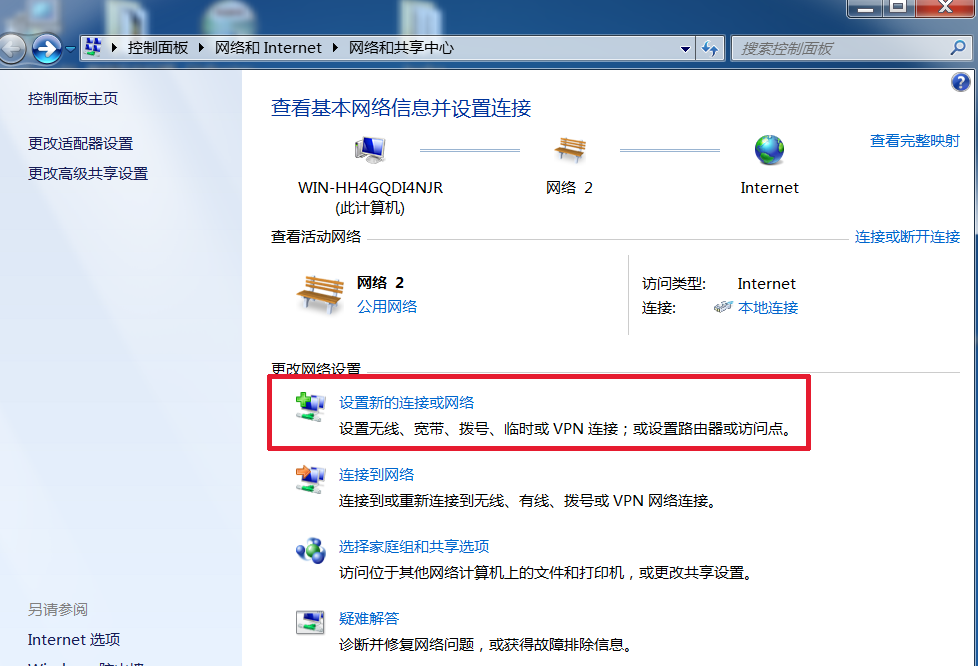 控制面板 网络和 Internet 网络和共享中心
搜索控制面板
控制面板主页
更改适配器设置
更改高级共享设置
查看基本网络信息并设置连接
WIN-HH4GQDI4NJR
(此计算机)
网络 2
Internet
查看完整映射
查看活动网络
连接或断开连接
网络 2
公用网络
访问类型: Internet
连接: 本地连接
更改网络设置
设置新的连接或网络
设置无线、宽带、拨号、临时或 VPN 连接；或设置路由器或访问点。
连接到网络
连接到或重新连接到无线、有线、拨号或 VPN 网络连接。
选择家庭组和共享选项
访问位于其他网络计算机上的文件和打印机，或更改共享设置。
疑难解答
诊断并修复网络问题，或获得故障排除信息。
另请参阅
Internet 选项